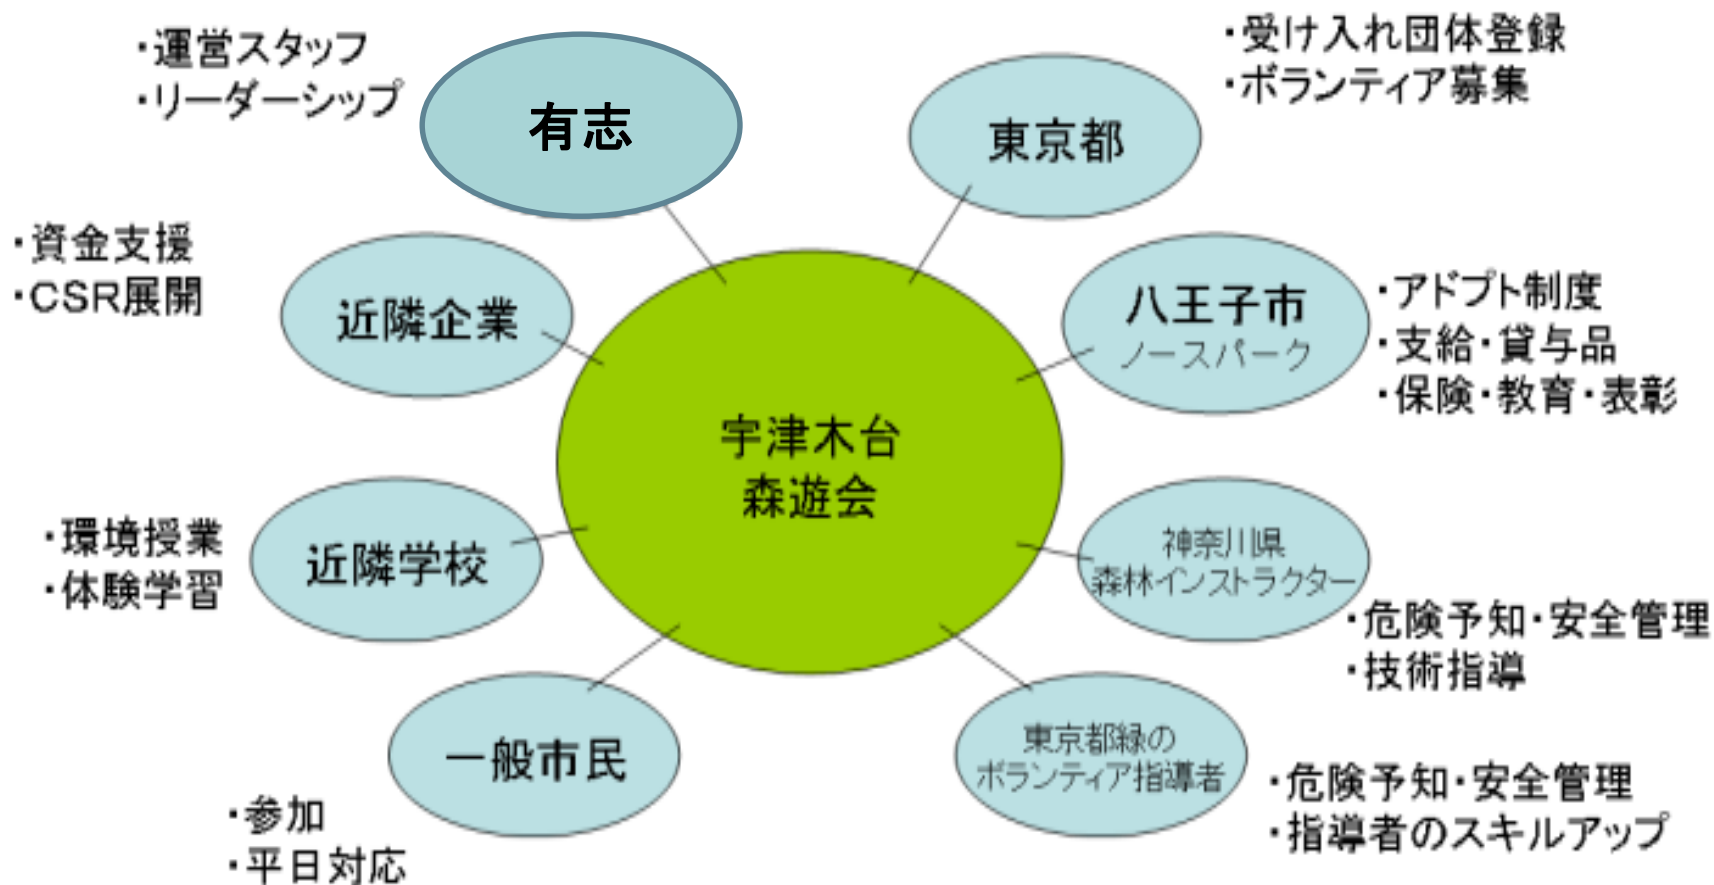 ・運営スタッフ
・リーダーシップ
有志
東京都
・受け入れ団体登録
・ボランティア募集
・資金支援
・CSR展開
近隣企業
八王子市
ノースパーク
・アドプト制度
・支給・貸与品
・保険・教育・表彰
宇津木台
森遊会
・環境授業
・体験学習
近隣学校
神奈川県
森林インストラクター
・危険予知・安全管理
・技術指導
一般市民
・参加
・平日対応
東京都緑の
ボランティア指導者
・危険予知・安全管理
・指導者のスキルアップ